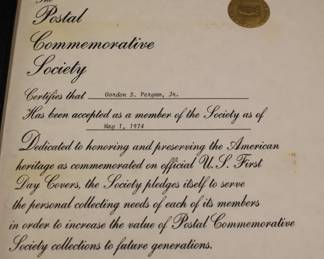 The
Postal
Commemorative
Society
Certifies that Gordon S. Pergam, Jr.
Has been accepted as a member of the Society as of
May 1, 1974
Dedicated to honoring and preserving the American
heritage as commemorated on official U.S. First
Day Covers, the Society pledges itself to serve
the personal collecting needs of each of its members
in order to increase the value of Postal Commemorative
Society collections to future generations.